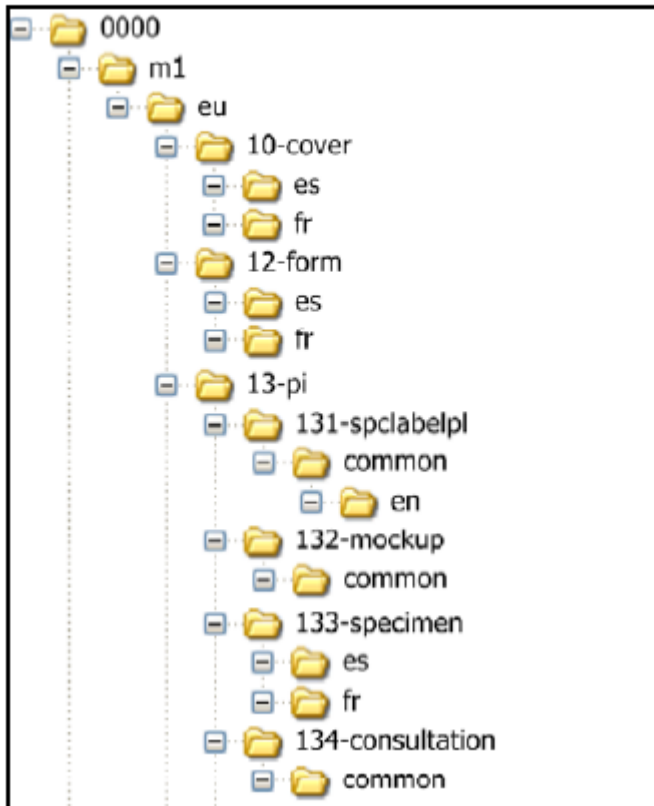 0000
m1
eu
10-cover
es
fr
12-form
es
fr
13-pi
131-spclabelpl
common
en
132-mockup
common
133-specimen
es
fr
134-consultation
common